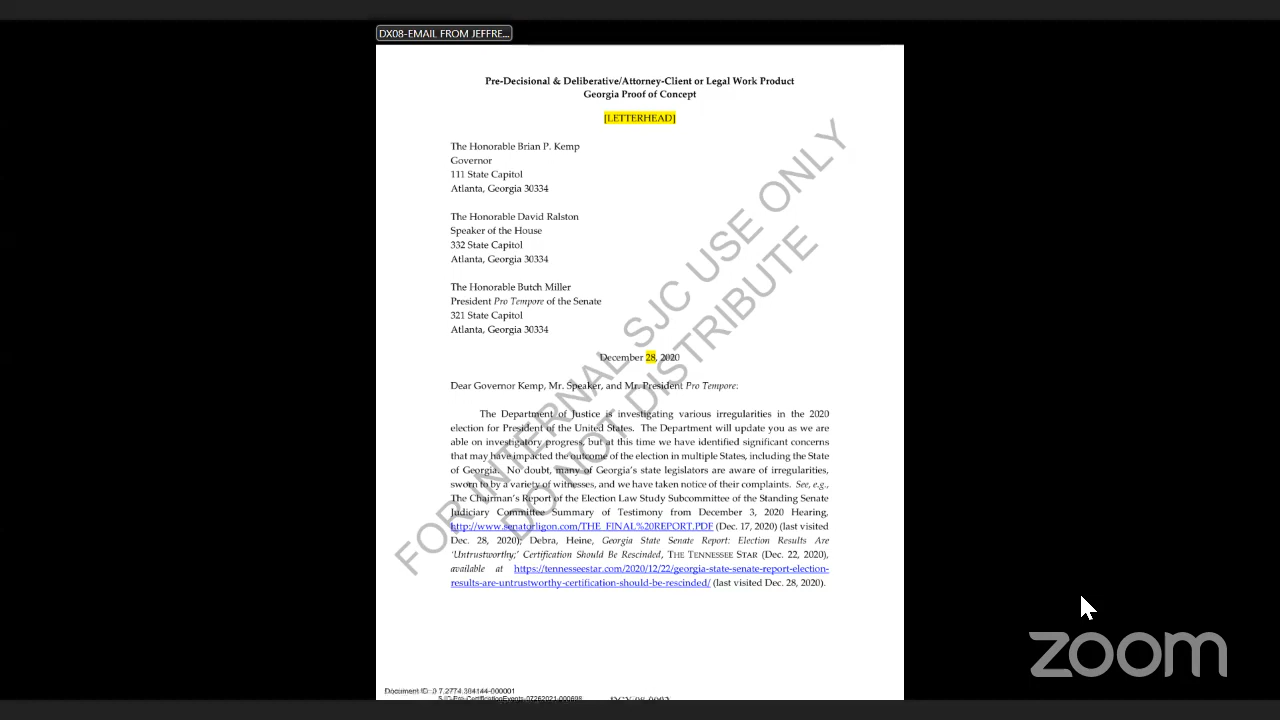 DX08-EMAIL FROM JEFFRE...
Pre-Decisional & Deliberative/Attorney-Client or Legal Work Product
Georgia Proof of Concept
[LETTERHEAD]
The Honorable Brian P. Kemp
Governor
111 State Capitol
Atlanta, Georgia 30334
The Honorable David Ralston
Speaker of the House
332 State Capitol
Atlanta, Georgia 30334
The Honorable Butch Miller
President Pro Tempore of the Senate
321 State Capitol
Atlanta, Georgia 30334
December 28, 2020
Dear Governor Kemp, Mr. Speaker, and Mr. President Pro Tempore:
The Department of Justice is investigating various irregularities in the 2020
election for President of the United States. The Department will update you as we are
able on investigatory progress, but at this time we have identified significant concerns
that may have impacted the outcome of the election in multiple States, including the State
of Georgia. No doubt, many of Georgia's state legislators are aware of irregularities,
sworn to by a variety of witnesses, and we have taken notice of their complaints. See, e.g.,
The Chairman's Report of the Election Law Study Subcommittee of the Standing Senate
Judiciary Committee Summary of Testimony from December 3, 2020 Hearing,
http://www.senatorligon.com/THE_FINAL%20REPORT.PDF (Dec. 17, 2020) (last visited
Dec. 28, 2020); Debra, Heine, Georgia State Senate Report: Election Results Are
'Untrustworthy;' Certification Should Be Rescinded, THE TENNESSEE STAR (Dec. 22, 2020),
available at https://tennesseestar.com/2020/12/22/georgia-state-senate-report-election-
results-are-untrustworthy-certification-should-be-rescinded/ (last visited Dec. 28, 2020).
FOR INTERNAL SJC USE ONLY
DO NOT DISTRIBUTE
zoom
Document ID: